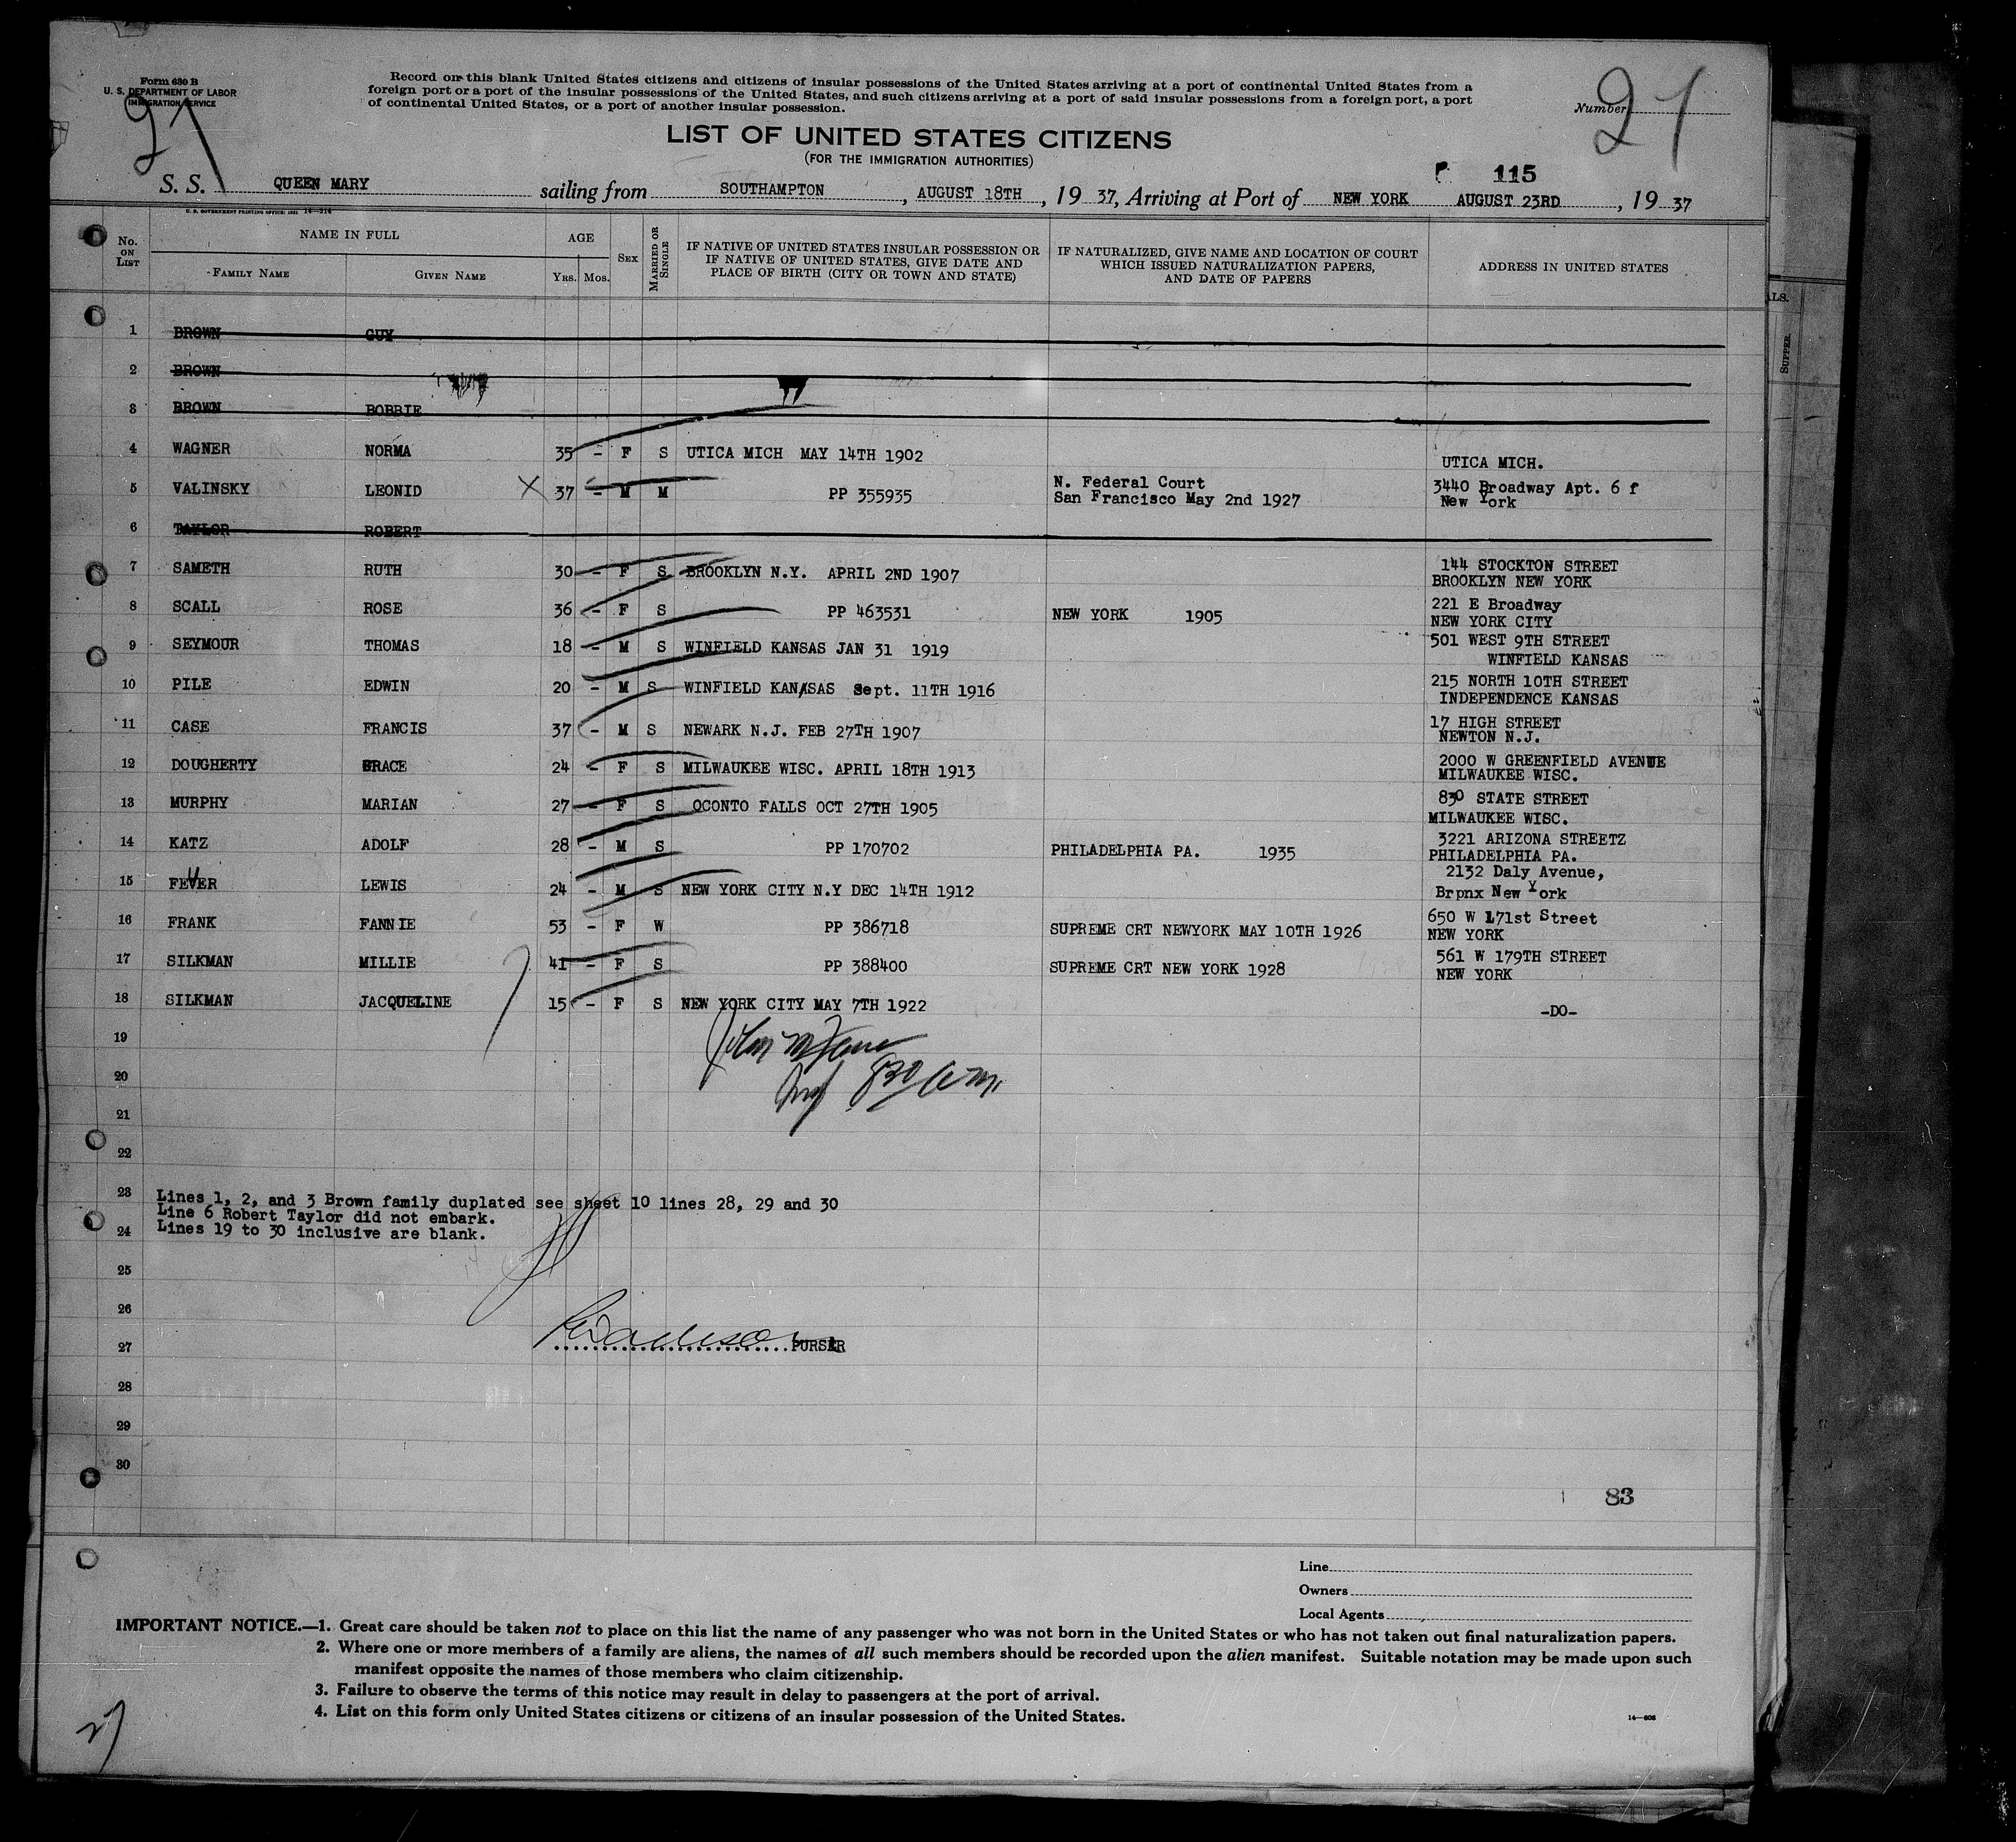 Form 630 B
U. S. DEPARTMENT OF LABOR
IMMIGRATION SERVICE
Record on this blank United States citizens and citizens of insular possessions of the United States arriving at a port of continental United States from a
foreign port or a port of the insular possessions of the United States, and such citizens arriving at a port of said insular possessions from a foreign port, a port
of continental United States, or a port of another insular possession.
Number 21
LIST OF UNITED STATES CITIZENS
(FOR THE IMMIGRATION AUTHORITIES)
115
S. S. QUEEN MARY sailing from SOUTHAMPTON, AUGUST 18TH, 19 37, Arriving at Port of NEW YORK AUGUST 23RD, 19 37
U. S. GOVERNMENT PRINTING OFFICE: 1931 14—314
No. ON LIST NAME IN FULL FAMILY NAME GIVEN NAME AGE YRS. MOS. SEX MARRIED OR SINGLE IF NATIVE OF UNITED STATES INSULAR POSSESSION OR IF NATIVE OF UNITED STATES, GIVE DATE AND PLACE OF BIRTH (CITY OR TOWN AND STATE) IF NATURALIZED, GIVE NAME AND LOCATION OF COURT WHICH ISSUED NATURALIZATION PAPERS, AND DATE OF PAPERS ADDRESS IN UNITED STATES
1 BROWN GUY
2 BROWN
3 BROWN BOBBIE
4 WAGNER NORMA 35 – F S UTICA MICH MAY 14TH 1902 UTICA MICH.
5 VALINSKY LEONID X 37 – M M PP 355935 N. Federal Court San Francisco May 2nd 1927 3440 Broadway Apt. 6 f New York
6 TAYLOR ROBERT
7 SAMETH RUTH 30 – F S BROOKLYN N.Y. APRIL 2ND 1907 144 STOCKTON STREET BROOKLYN NEW YORK
8 SCALL ROSE 36 – F S PP 463531 NEW YORK 1905 221 E Broadway NEW YORK CITY
9 SEYMOUR THOMAS 18 – M S WINFIELD KANSAS JAN 31 1919 501 WEST 9TH STREET WINFIELD KANSAS
10 PILE EDWIN 20 – M S WINFIELD KANASAS Sept. 11TH 1916 215 NORTH 10TH STREET INDEPENDENCE KANSAS
11 CASE FRANCIS 37 – M S NEWARK N.J. FEB 27TH 1907 17 HIGH STREET NEWTON N.J.
12 DOUGHERTY GRACE 24 – F S MILWAUKEE WISC. APRIL 18TH 1913 2000 W GREENFIELD AVENUE MILWAUKEE WISC.
13 MURPHY MARIAN 27 – F S OCONTO FALLS OCT 27TH 1905 830 STATE STREET MILWAUKEE WISC.
14 KATZ ADOLF 28 – M S PP 170702 PHILADELPHIA PA. 1935 3221 ARIZONA STREETZ PHILADELPHIA PA.
15 FEVER LEWIS 24 – M S NEW YORK CITY N.Y DEC 14TH 1912 2132 Daly Avenue, Brpnx New York
16 FRANK FANNIE 53 – F W PP 386718 SUPREME CRT NEWYORK MAY 10TH 1926 650 W 171st Street NEW YORK
17 SILKMAN MILLIE 41 – F S PP 388400 SUPREME CRT NEW YORK 1928 561 W 179TH STREET NEW YORK
18 SILKMAN JACQUELINE 15 – F S NEW YORK CITY MAY 7TH 1922 -DO-
19
20
21
22
23
Lines 1, 2, and 3 Brown family duplated see sheet 10 lines 28, 29 and 30
Line 6 Robert Taylor did not embark.
24
Lines 19 to 30 inclusive are blank.
25
26
27 PURSER
28
29
30
83
Line
Owners
Local Agents
IMPORTANT NOTICE.—1. Great care should be taken not to place on this list the name of any passenger who was not born in the United States or who has not taken out final naturalization papers.
2. Where one or more members of a family are aliens, the names of all such members should be recorded upon the alien manifest. Suitable notation may be made upon such
manifest opposite the names of those members who claim citizenship.
3. Failure to observe the terms of this notice may result in delay to passengers at the port of arrival.
4. List on this form only United States citizens or citizens of an insular possession of the United States.